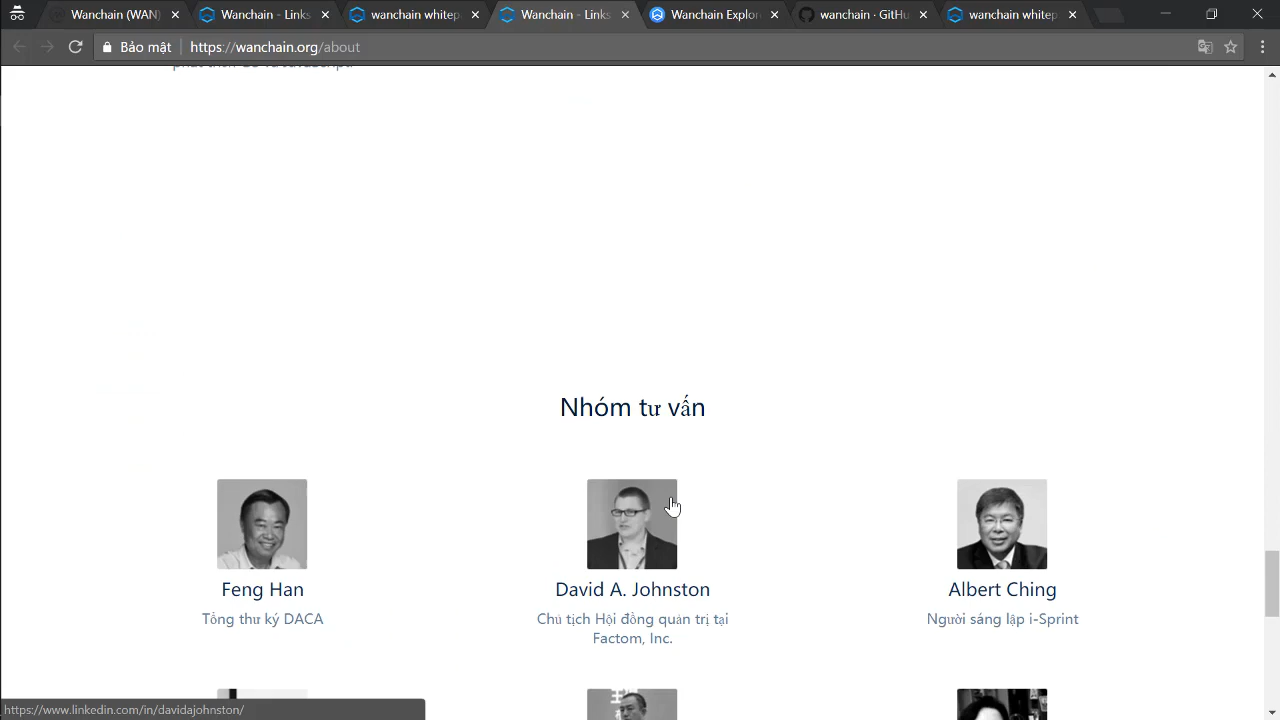 Wanchain (WAN)
Wanchain - Links
wanchain whitep
Wanchain - Links
Wanchain Explor
wanchain · GitHu
wanchain whitep
Bảo mật
https://wanchain.org/about
Nhóm tư vấn
Feng Han
David A. Johnston
Albert Ching
Tổng thư ký DACA
Chủ tịch Hội đồng quản trị tại
Factom, Inc.
Người sáng lập i-Sprint
https://www.linkedin.com/in/davidajohnston/